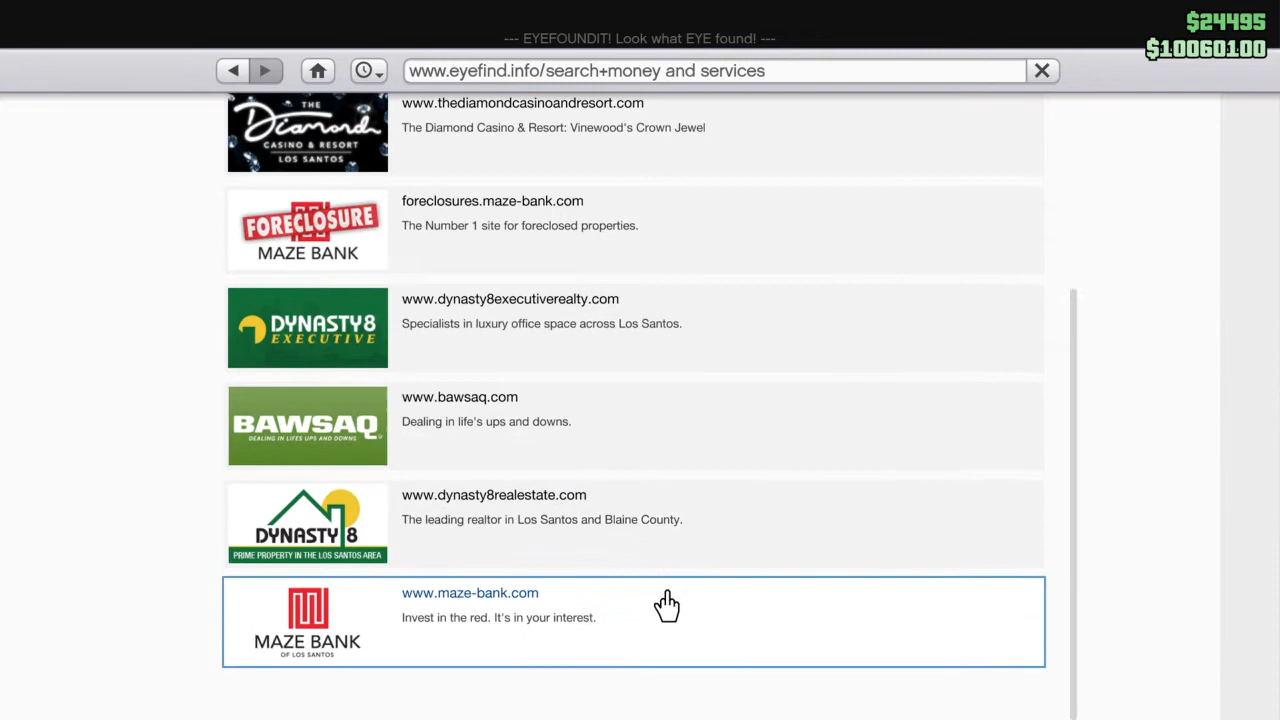 $24495
--- EYEFOUNDIT! Look what EYE found! ---
$10060100
www.eyefind.info/search+money and services
THE
Diamond
CASINO & RESORT
LOS SANTOS
www.thediamondcasinoandresort.com
The Diamond Casino & Resort: Vinewood's Crown Jewel
FORECLOSURE
MAZE BANK
foreclosures.maze-bank.com
The Number 1 site for foreclosed properties.
DYNASTY8
EXECUTIVE
www.dynasty8executiverealty.com
Specialists in luxury office space across Los Santos.
BAWSAQ
DEALING IN LIFES UPS AND DOWNS
www.bawsaq.com
Dealing in life's ups and downs.
DYNASTY 8
PRIME PROPERTY IN THE LOS SANTOS AREA
www.dynasty8realestate.com
The leading realtor in Los Santos and Blaine County.
MAZE BANK
OF LOS SANTOS
www.maze-bank.com
Invest in the red. It's in your interest.